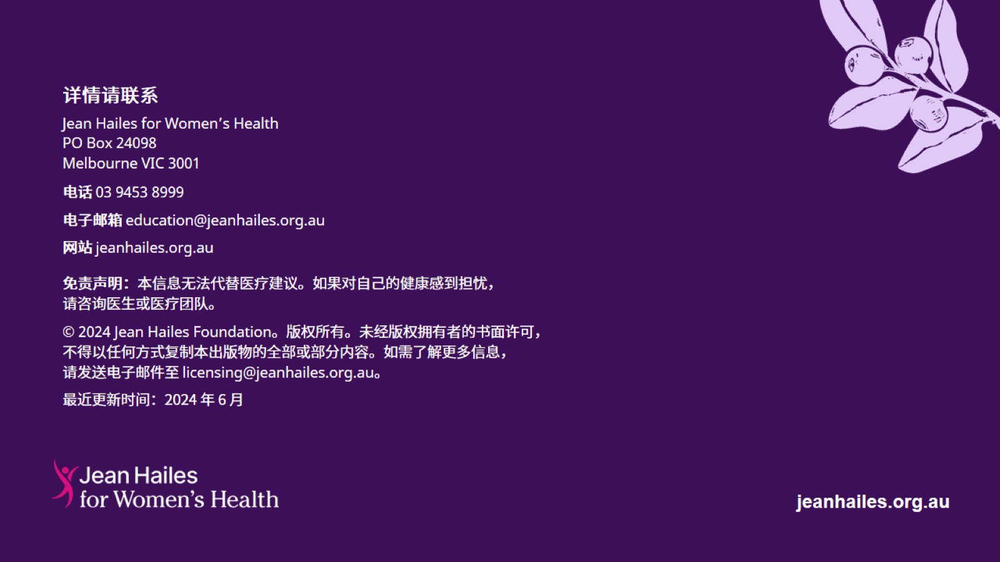 详情请联系
Jean Hailes for Women’s Health
PO Box 24098
Melbourne VIC 3001
电话 03 9453 8999
电子邮箱 education@jeanhailes.org.au
网站 jeanhailes.org.au
免责声明：本信息无法代替医疗建议。如果对自己的健康感到担忧，
请咨询医生或医疗团队。
© 2024 Jean Hailes Foundation。版权所有。未经版权拥有者的书面许可，
不得以任何方式复制本出版物的全部或部分内容。如需了解更多信息，
请发送电子邮件至 licensing@jeanhailes.org.au。
最近更新时间：2024 年 6 月
Jean Hailes
for Women’s Health
jeanhailes.org.au